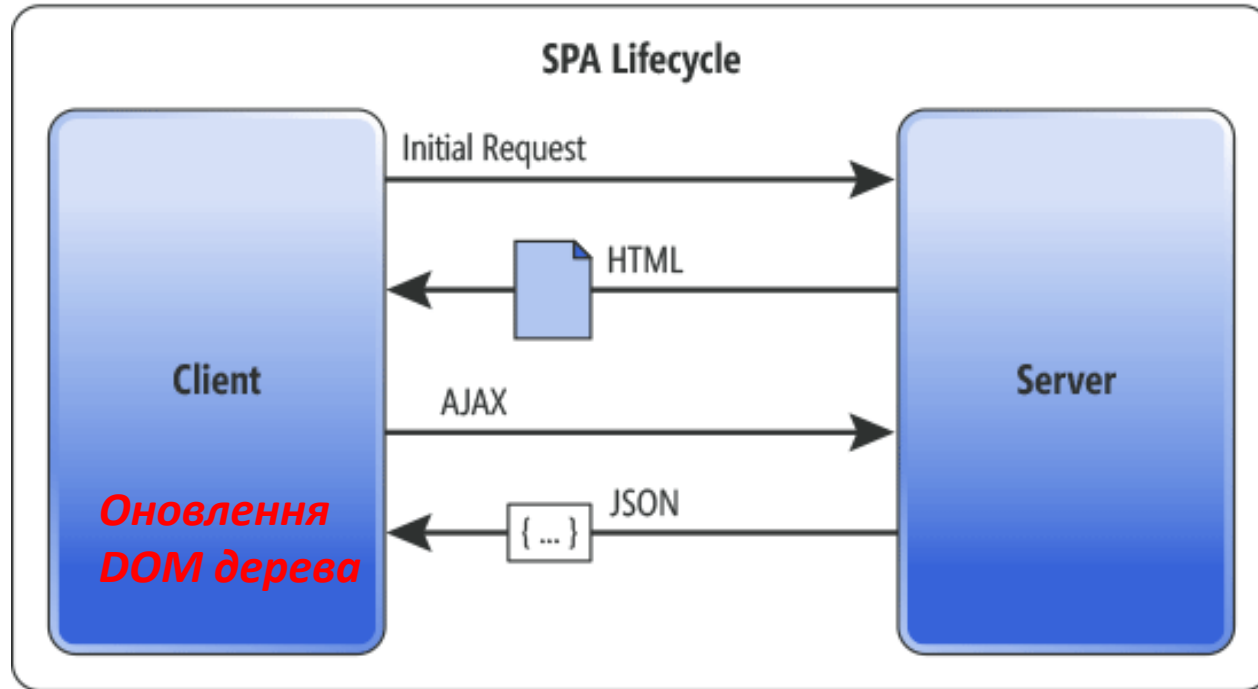 SPA Lifecycle
Initial Request
HTML
Client
Server
AJAX
JSON
{ ... }
Оновлення
DOM дерева